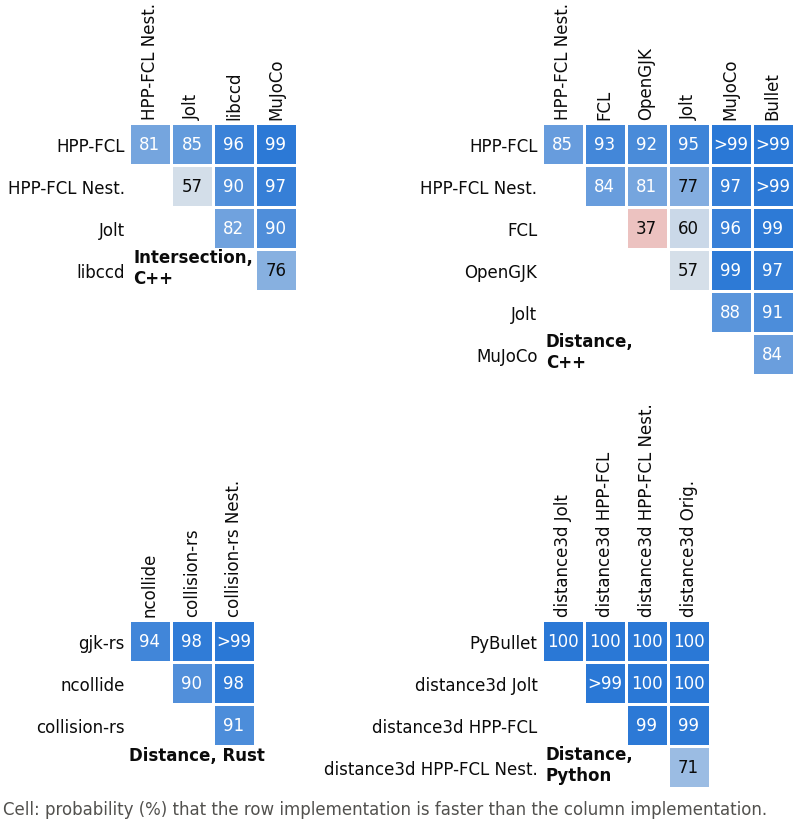 HPP-FCL Nest.
Jolt
libccd
MuJoCo
HPP-FCL 81 85 96 99
HPP-FCL Nest. 57 90 97
Jolt 82 90
libccd 76
Intersection,
C++
HPP-FCL Nest.
FCL
OpenGJK
Jolt
MuJoCo
Bullet
HPP-FCL 85 93 92 95 >99 >99
HPP-FCL Nest. 84 81 77 97 >99
FCL 37 60 96 99
OpenGJK 57 99 97
Jolt 88 91
MuJoCo 84
Distance,
C++
ncollide
collision-rs
collision-rs Nest.
gjk-rs 94 98 >99
ncollide 90 98
collision-rs 91
Distance, Rust
distance3d Jolt
distance3d HPP-FCL
distance3d HPP-FCL Nest.
distance3d Orig.
PyBullet 100 100 100 100
distance3d Jolt >99 100 100
distance3d HPP-FCL 99 99
distance3d HPP-FCL Nest. 71
Distance,
Python
Cell: probability (%) that the row implementation is faster than the column implementation.